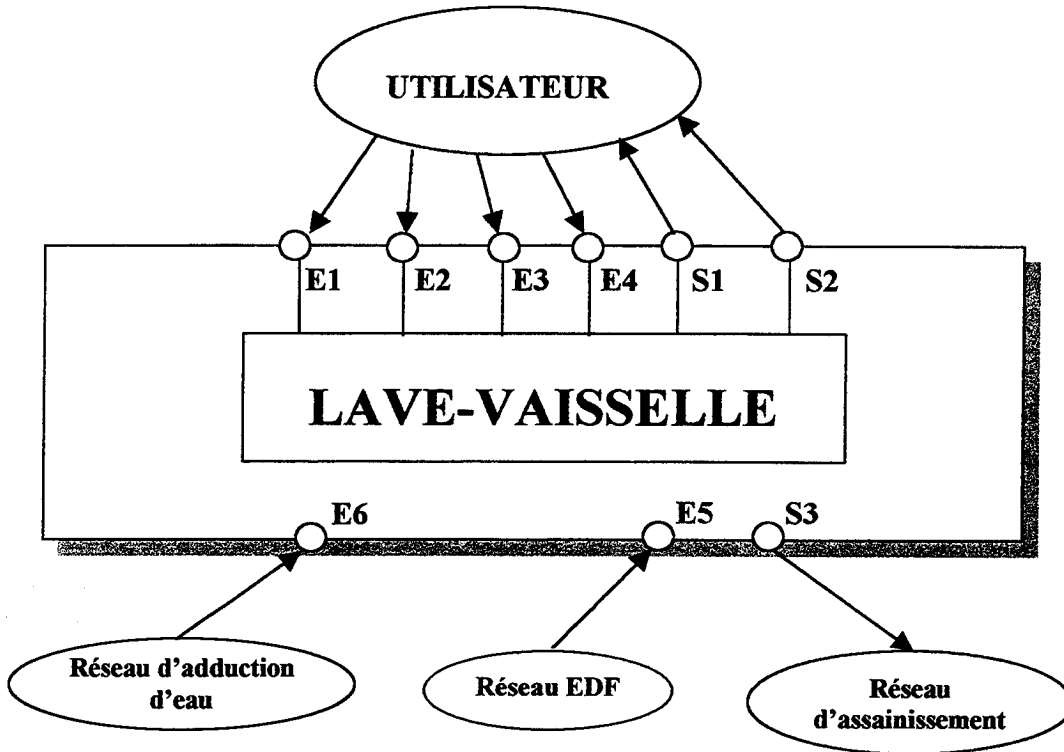 UTILISATEUR
E1 E2 E3 E4 S1 S2
LAVE-VAISSELLE
E6 E5 S3
Réseau d'adduction
d'eau
Réseau EDF
Réseau
d'assainissement